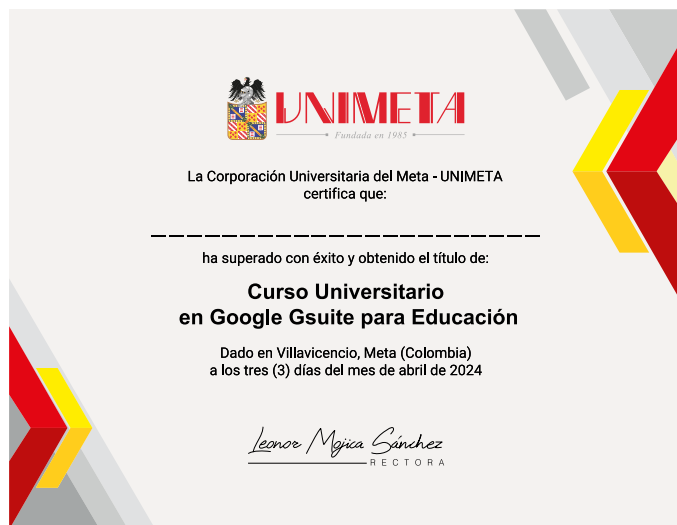 UNIMETA
Fundada en 1985
La Corporación Universitaria del Meta - UNIMETA
certifica que:
ha superado con éxito y obtenido el título de:
Curso Universitario
en Google Gsuite para Educación
Dado en Villavicencio, Meta (Colombia)
a los tres (3) días del mes de abril de 2024
Leonor Mojica Sánchez
RECTORA